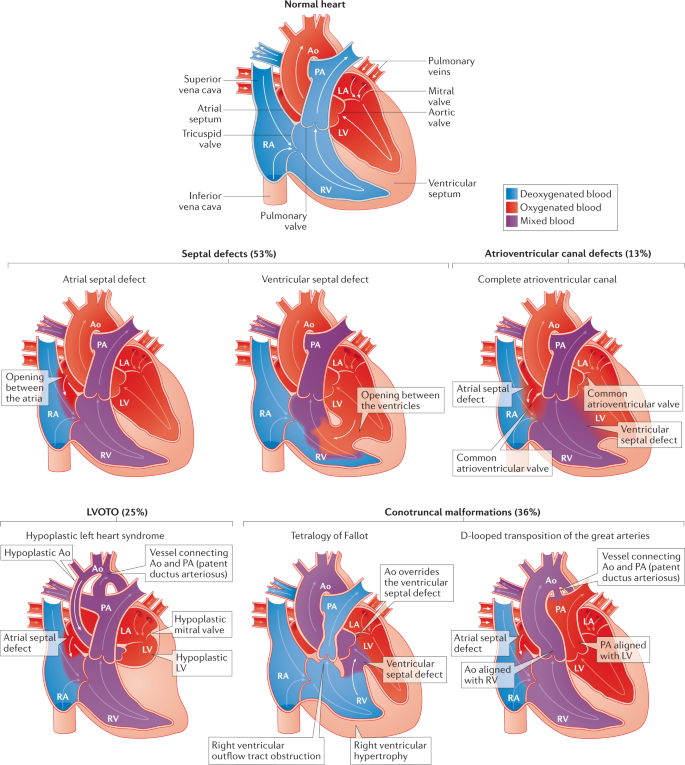 Normal heart
Ao
PA
LA
LV
RA
RV
Superior
vena cava
Atrial
septum
Tricuspid
valve
Inferior
vena cava
Pulmonary
valve
Pulmonary
veins
Mitral
valve
Aortic
valve
Ventricular
septum
Deoxygenated blood
Oxygenated blood
Mixed blood
Septal defects (53%)
Atrial septal defect
Ao
PA
LA
LV
RA
RV
Opening
between
the atria
Ventricular septal defect
Ao
PA
LA
LV
RA
RV
Opening between
the ventricles
Atrioventricular canal defects (13%)
Complete atrioventricular canal
Ao
PA
LA
LV
RA
RV
Atrial septal
defect
Common
atrioventricular valve
Ventricular
septal defect
Common
atrioventricular valve
LVOTO (25%)
Hypoplastic left heart syndrome
Hypoplastic Ao
Vessel connecting
Ao and PA (patent
ductus arteriosus)
Ao
PA
LA
LV
RA
RV
Atrial septal
defect
Hypoplastic
mitral valve
Hypoplastic
LV
Conotruncal malformations (36%)
Tetralogy of Fallot
Ao
PA
LA
LV
RA
RV
Ao overrides
the ventricular
septal defect
Ventricular
septal defect
Right ventricular
outflow tract obstruction
Right ventricular
hypertrophy
D-looped transposition of the great arteries
Vessel connecting
Ao and PA (patent
ductus arteriosus)
Ao
PA
LA
LV
RA
RV
Atrial septal
defect
Ao aligned
with RV
PA aligned
with LV